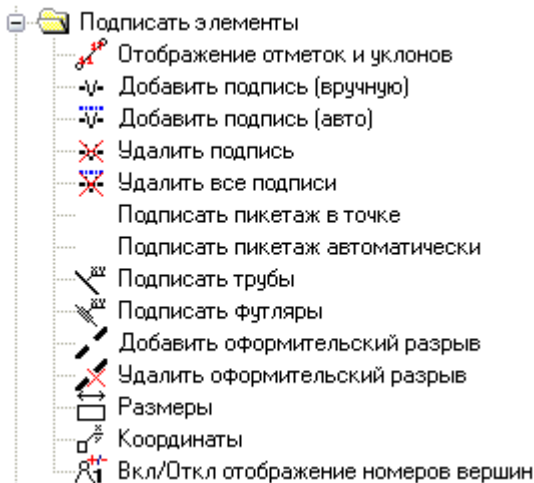 Подписать элементы
Отображение отметок и уклонов
Добавить подпись (вручную)
Добавить подпись (авто)
Удалить подпись
Удалить все подписи
Подписать пикетаж в точке
Подписать пикетаж автоматически
Подписать трубы
Подписать футляры
Добавить оформительский разрыв
Удалить оформительский разрыв
Размеры
Координаты
Вкл/Откл отображение номеров вершин